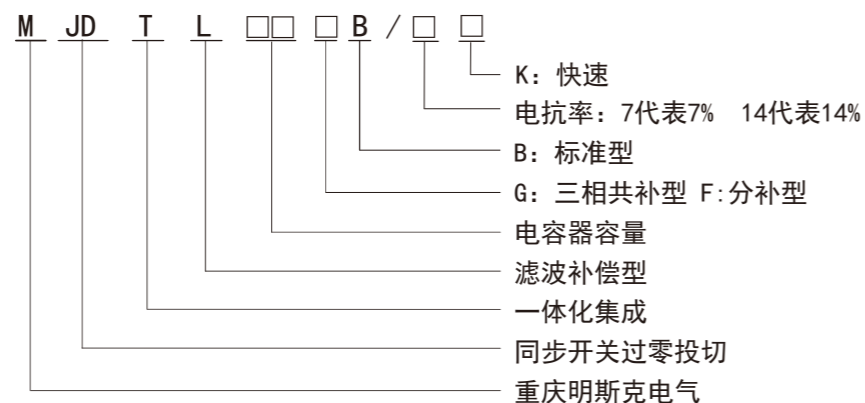 M JD T L □□ □ B / □ □
K: 快速
电抗率: 7代表7% 14代表14%
B: 标准型
G: 三相共补型 F:分补型
电容器容量
滤波补偿型
一体化集成
同步开关过零投切
重庆明斯克电气